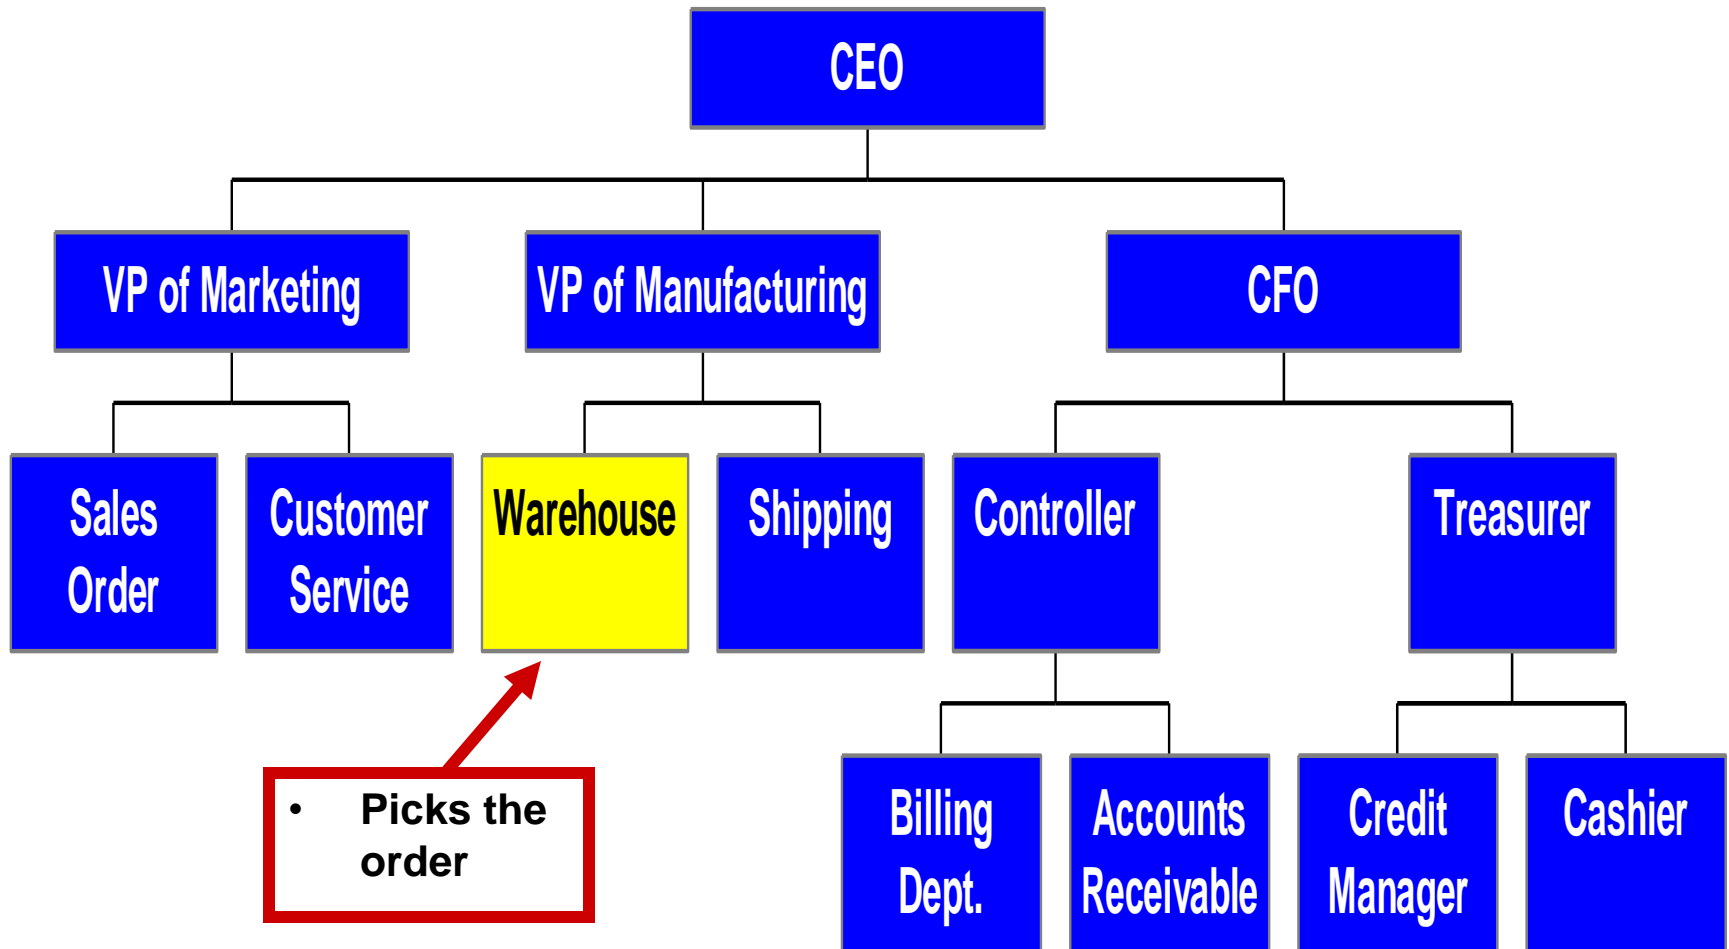 CEO
VP of Marketing
VP of Manufacturing
CFO
Sales
Order
Customer
Service
Warehouse
Shipping
Controller
Treasurer
• Picks the
order
Billing
Dept.
Accounts
Receivable
Credit
Manager
Cashier